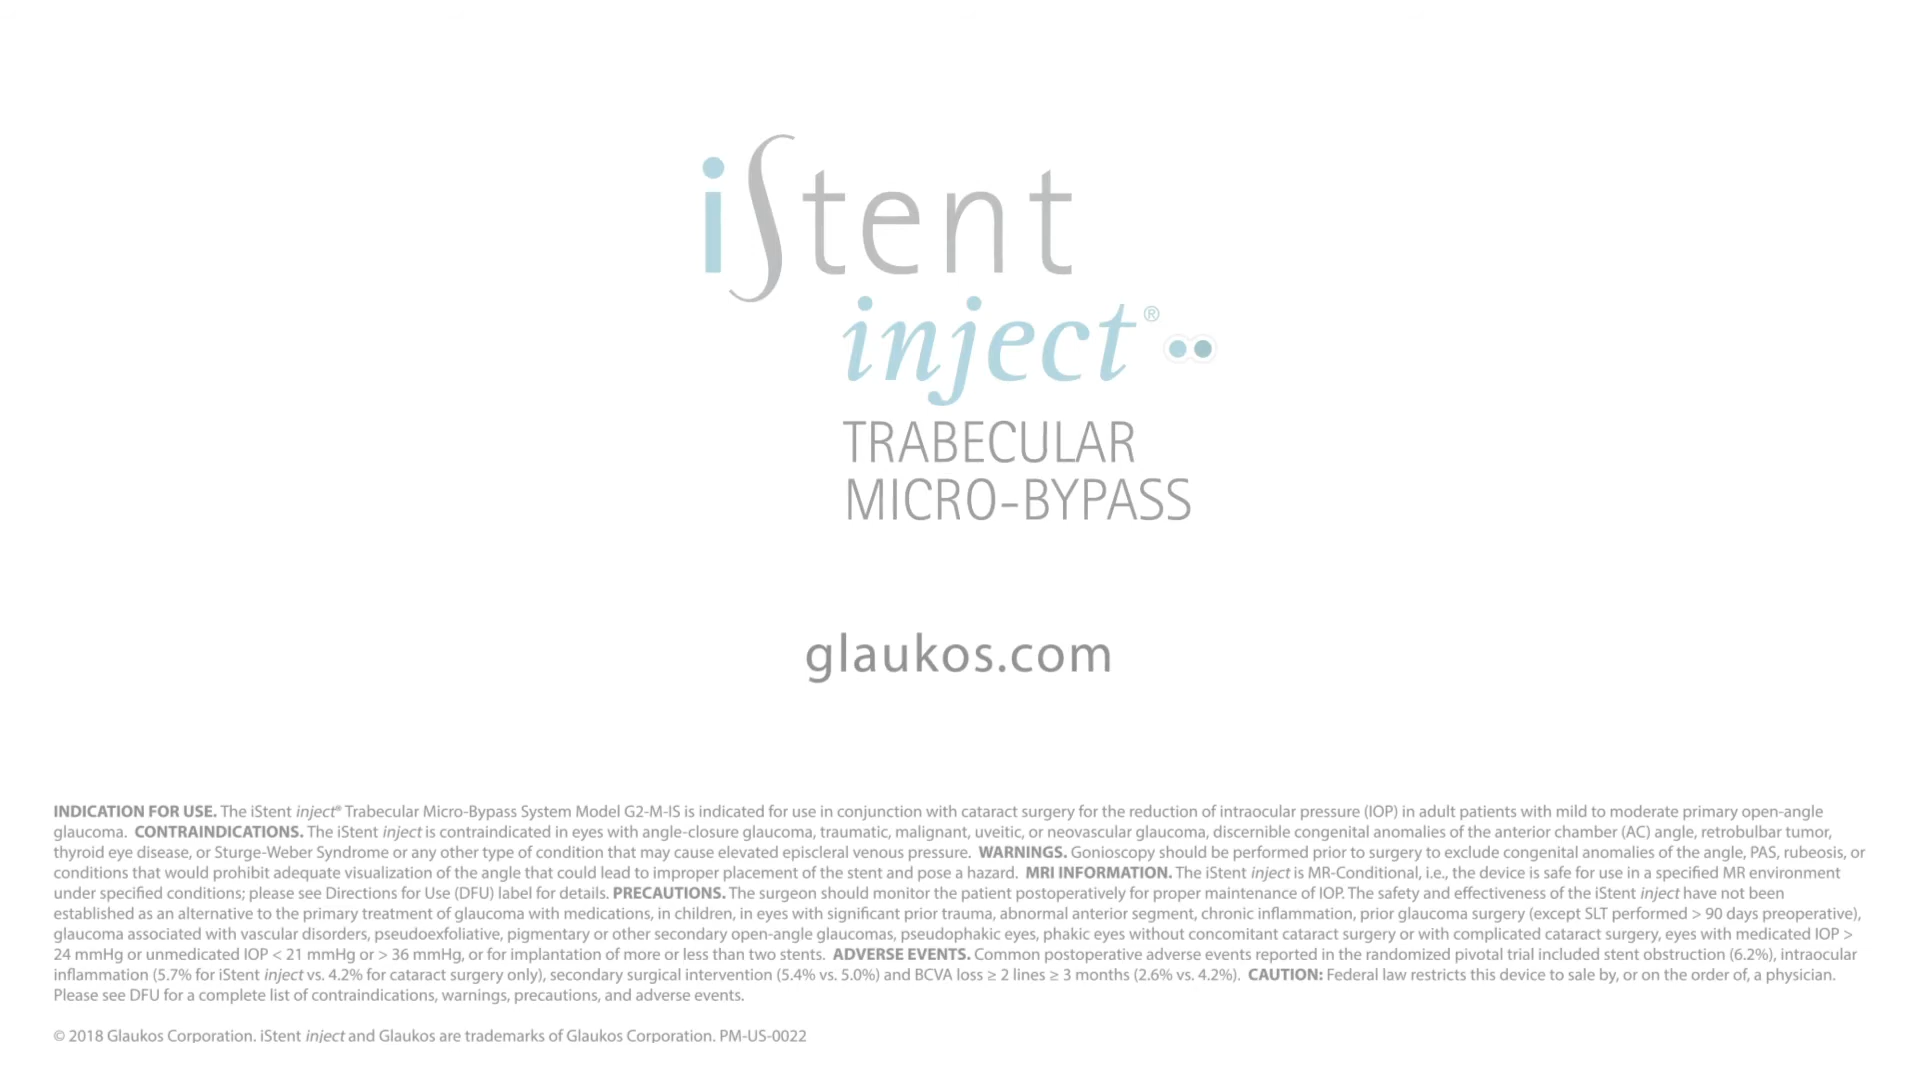 iStent
inject®
TRABECULAR
MICRO-BYPASS
glaukos.com
INDICATION FOR USE. The iStent inject® Trabecular Micro-Bypass System Model G2-M-IS is indicated for use in conjunction with cataract surgery for the reduction of intraocular pressure (IOP) in adult patients with mild to moderate primary open-angle
glaucoma. CONTRAINDICATIONS. The iStent inject is contraindicated in eyes with angle-closure glaucoma, traumatic, malignant, uveitic, or neovascular glaucoma, discernible congenital anomalies of the anterior chamber (AC) angle, retrobulbar tumor,
thyroid eye disease, or Sturge-Weber Syndrome or any other type of condition that may cause elevated episcleral venous pressure. WARNINGS. Gonioscopy should be performed prior to surgery to exclude congenital anomalies of the angle, PAS, rubeosis, or
conditions that would prohibit adequate visualization of the angle that could lead to improper placement of the stent and pose a hazard. MRI INFORMATION. The iStent inject is MR-Conditional, i.e., the device is safe for use in a specified MR environment
under specified conditions; please see Directions for Use (DFU) label for details. PRECAUTIONS. The surgeon should monitor the patient postoperatively for proper maintenance of IOP. The safety and effectiveness of the iStent inject have not been
established as an alternative to the primary treatment of glaucoma with medications, in children, in eyes with significant prior trauma, abnormal anterior segment, chronic inflammation, prior glaucoma surgery (except SLT performed > 90 days preoperative),
glaucoma associated with vascular disorders, pseudoexfoliative, pigmentary or other secondary open-angle glaucomas, pseudophakic eyes, phakic eyes without concomitant cataract surgery or with complicated cataract surgery, eyes with medicated IOP >
24 mmHg or unmedicated IOP < 21 mmHg or > 36 mmHg, or for implantation of more or less than two stents. ADVERSE EVENTS. Common postoperative adverse events reported in the randomized pivotal trial included stent obstruction (6.2%), intraocular
inflammation (5.7% for iStent inject vs. 4.2% for cataract surgery only), secondary surgical intervention (5.4% vs. 5.0%) and BCVA loss ≥ 2 lines ≥ 3 months (2.6% vs. 4.2%). CAUTION: Federal law restricts this device to sale by, or on the order of, a physician.
Please see DFU for a complete list of contraindications, warnings, precautions, and adverse events.
© 2018 Glaukos Corporation. iStent inject and Glaukos are trademarks of Glaukos Corporation. PM-US-0022